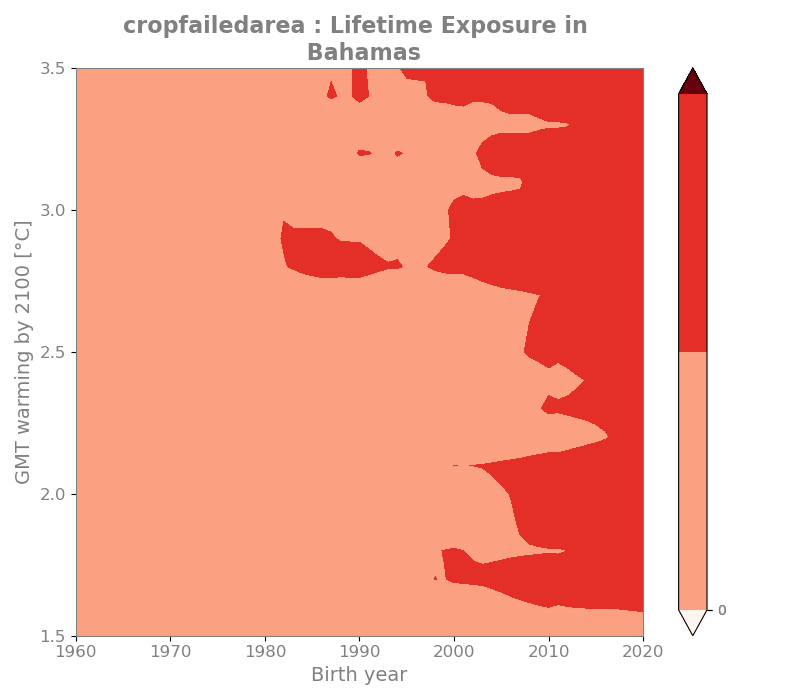 cropfailedarea : Lifetime Exposure in
Bahamas
GMT warming by 2100 [°C]
3.5
3.0
2.5
2.0
1.5
1960 1970 1980 1990 2000 2010 2020
Birth year
0